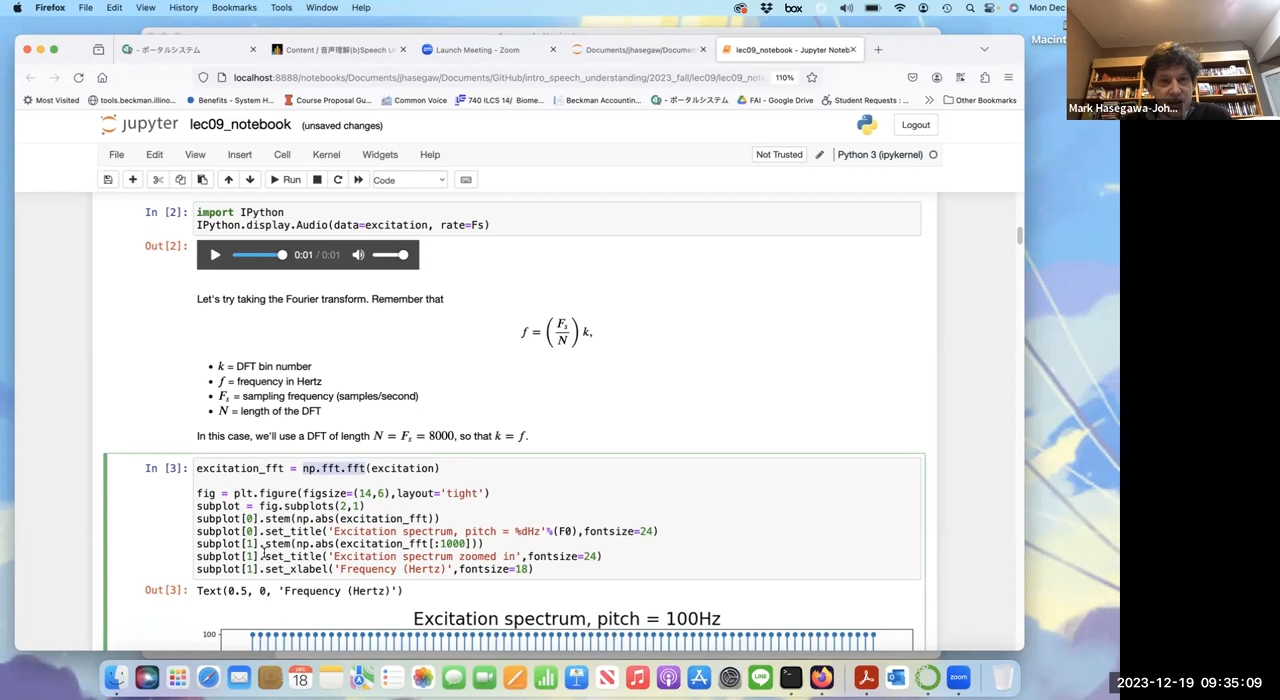 Firefox File Edit View History Bookmarks Tools Window Help box Mon Dec
ポータルシステム Content / 音声理解(UI/Speech U Launch Meeting - Zoom Documents/jhasegaw/Documen lec09_notebook - Jupyter Noteb
Macint
localhost:8888/notebooks/Documents/jhasegaw/Documents/GitHub/intro_speech_understanding/2023_fall/lec09/lec09_note 110%
Most Visited tools.beckman.illino... Benefits - System H... Course Proposal Gu... Common Voice 740 ILCS 14/ Biome... Beckman Accountin... ポータルシステム FAI - Google Drive Student Requests : ... Other Bookmarks
Mark Hasegawa-Joh...
jupyter lec09_notebook (unsaved changes) Logout
File Edit View Insert Cell Kernel Widgets Help Not Trusted Python 3 (ipykernel)
Run Code
In [2]: import IPython
IPython.display.Audio(data=excitation, rate=Fs)
Out[2]:
0:01 / 0:01
Let's try taking the Fourier transform. Remember that
f = (F_s / N) k,
• k = DFT bin number
• f = frequency in Hertz
• F_s = sampling frequency (samples/second)
• N = length of the DFT
In this case, we'll use a DFT of length N = F_s = 8000, so that k = f.
In [3]: excitation_fft = np.fft.fft(excitation)
fig = plt.figure(figsize=(14,6),layout='tight')
subplot = fig.subplots(2,1)
subplot[0].stem(np.abs(excitation_fft))
subplot[0].set_title('Excitation spectrum, pitch = %dHz'%(F0),fontsize=24)
subplot[1].stem(np.abs(excitation_fft[:1000]))
subplot[1].set_title('Excitation spectrum zoomed in',fontsize=24)
subplot[1].set_xlabel('Frequency (Hertz)',fontsize=18)
Out[3]: Text(0.5, 0, 'Frequency (Hertz)')
Excitation spectrum, pitch = 100Hz
100
DEC
18
LINE
zoom
2023-12-19 09:35:09